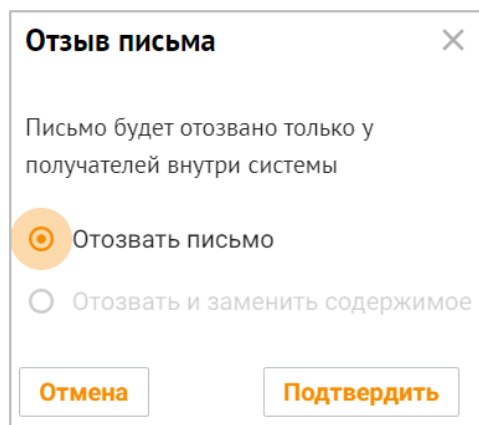 Отзыв письма
Письмо будет отозвано только у
получателей внутри системы
Отозвать письмо
Отозвать и заменить содержимое
Отмена
Подтвердить